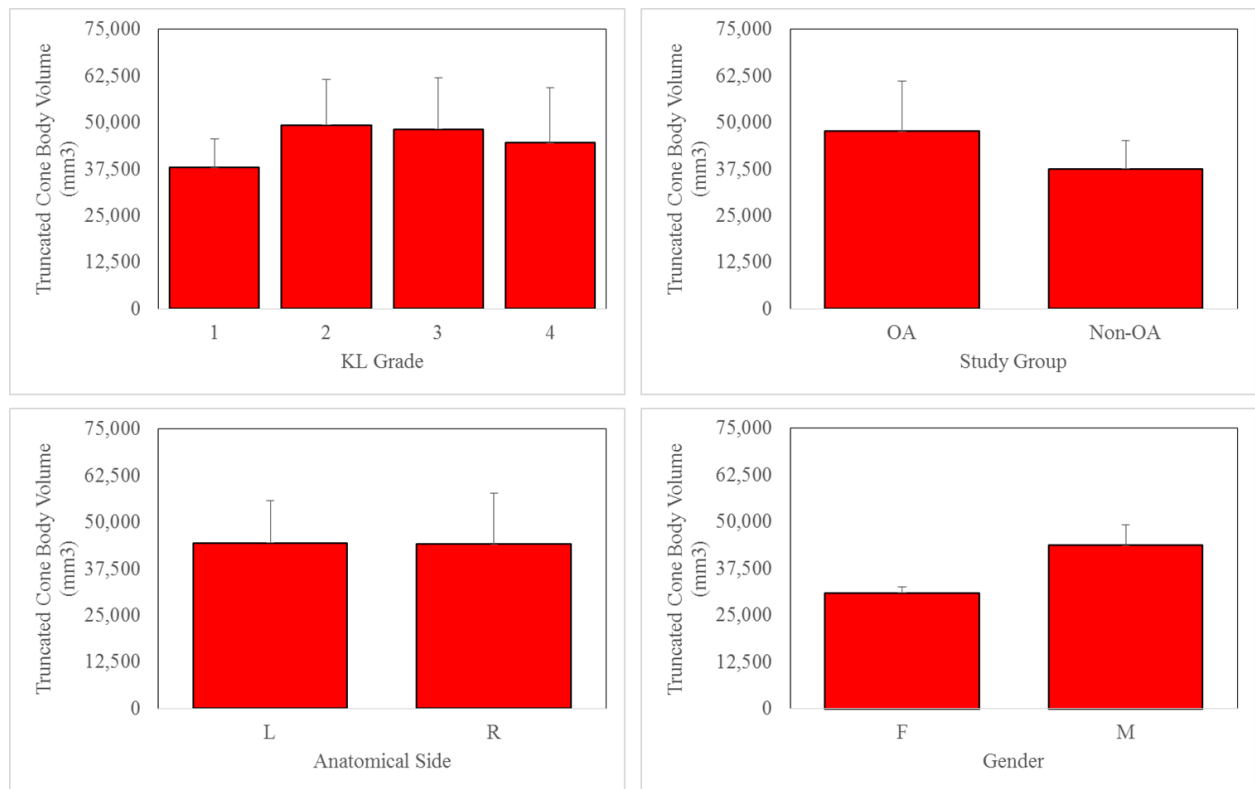 Truncated Cone Body Volume
(mm3)
75,000
62,500
50,000
37,500
25,000
12,500
0
1 2 3 4
KL Grade
Truncated Cone Body Volume
(mm3)
75,000
62,500
50,000
37,500
25,000
12,500
0
OA Non-OA
Study Group
Truncated Cone Body Volume
(mm3)
75,000
62,500
50,000
37,500
25,000
12,500
0
L R
Anatomical Side
Truncated Cone Body Volume
(mm3)
75,000
62,500
50,000
37,500
25,000
12,500
0
F M
Gender